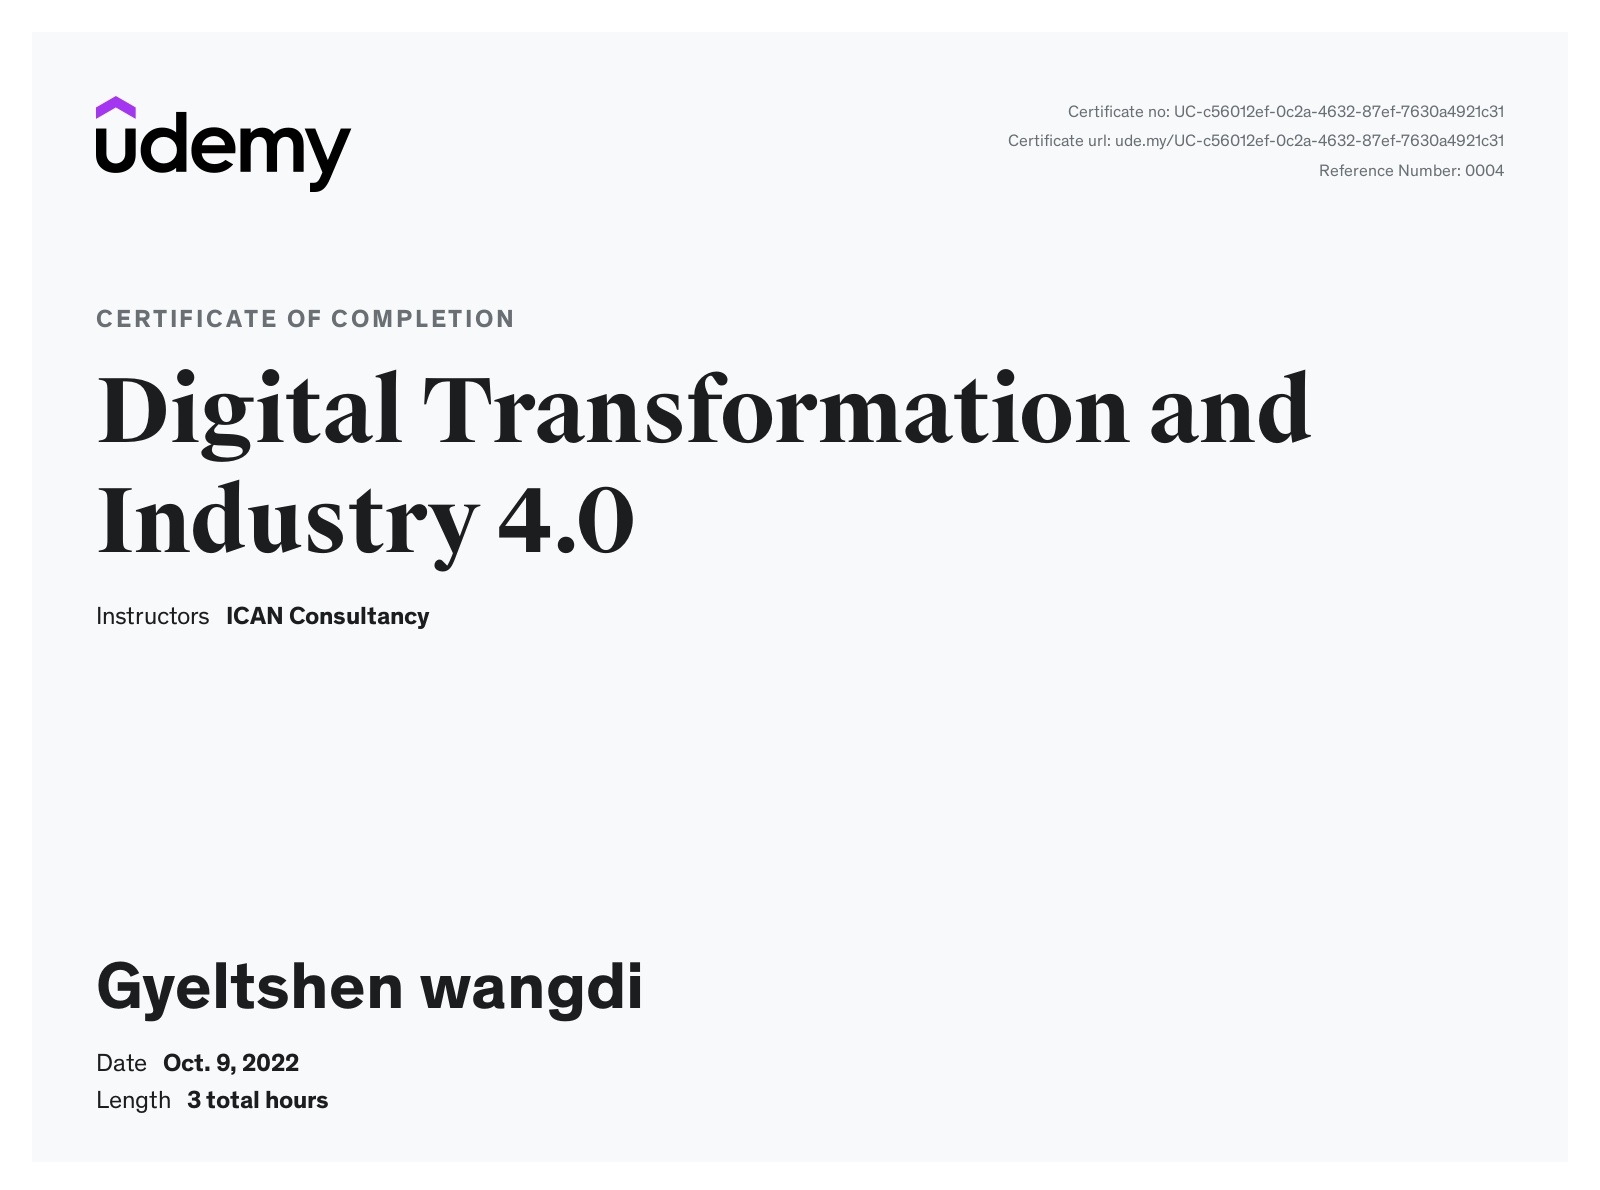 udemy
Certificate no: UC-c56012ef-0c2a-4632-87ef-7630a4921c31
Certificate url: ude.my/UC-c56012ef-0c2a-4632-87ef-7630a4921c31
Reference Number: 0004
CERTIFICATE OF COMPLETION
Digital Transformation and
Industry 4.0
Instructors ICAN Consultancy
Gyeltshen wangdi
Date Oct. 9, 2022
Length 3 total hours